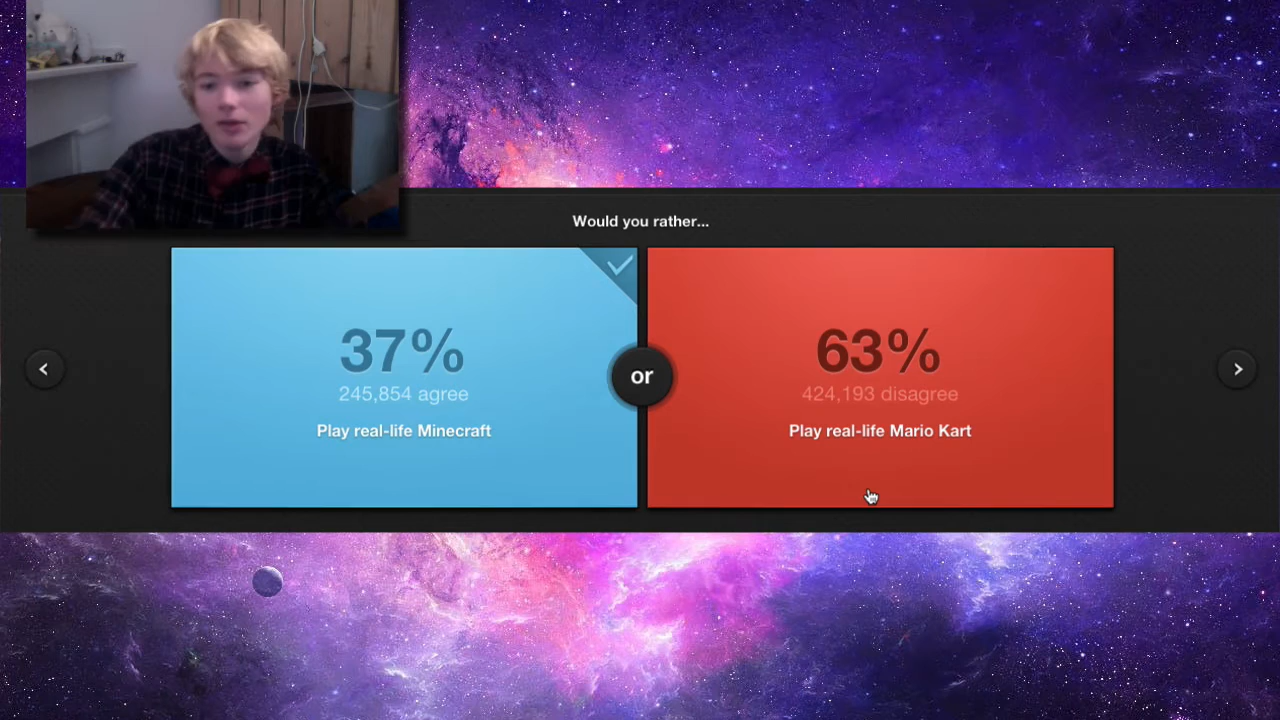 Would you rather...
37%
245,854 agree
Play real-life Minecraft
or
63%
424,193 disagree
Play real-life Mario Kart